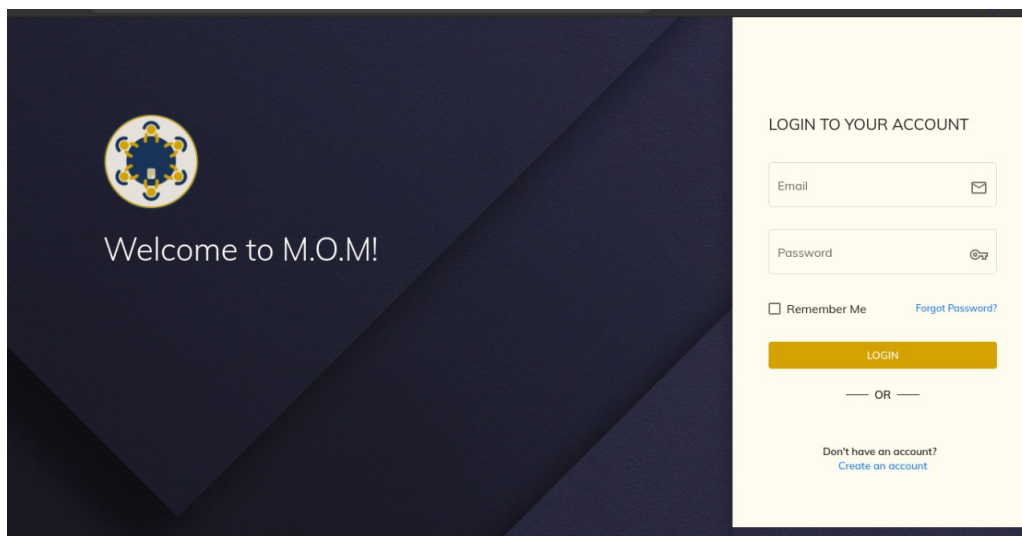 Welcome to M.O.M!
LOGIN TO YOUR ACCOUNT
Email
Password
Remember Me
Forgot Password?
LOGIN
OR
Don't have an account?
Create an account